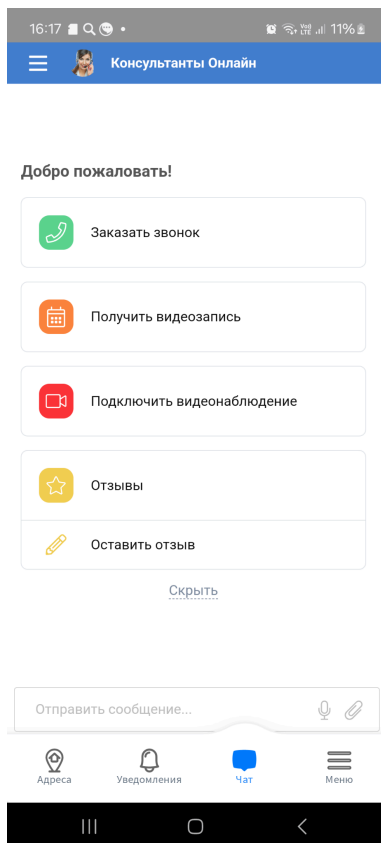 16:17 11%
Консультанты Онлайн
Добро пожаловать!
Заказать звонок
Получить видеозапись
Подключить видеонаблюдение
Отзывы
Оставить отзыв
Скрыть
Отправить сообщение...
Адреса Уведомления Чат Меню